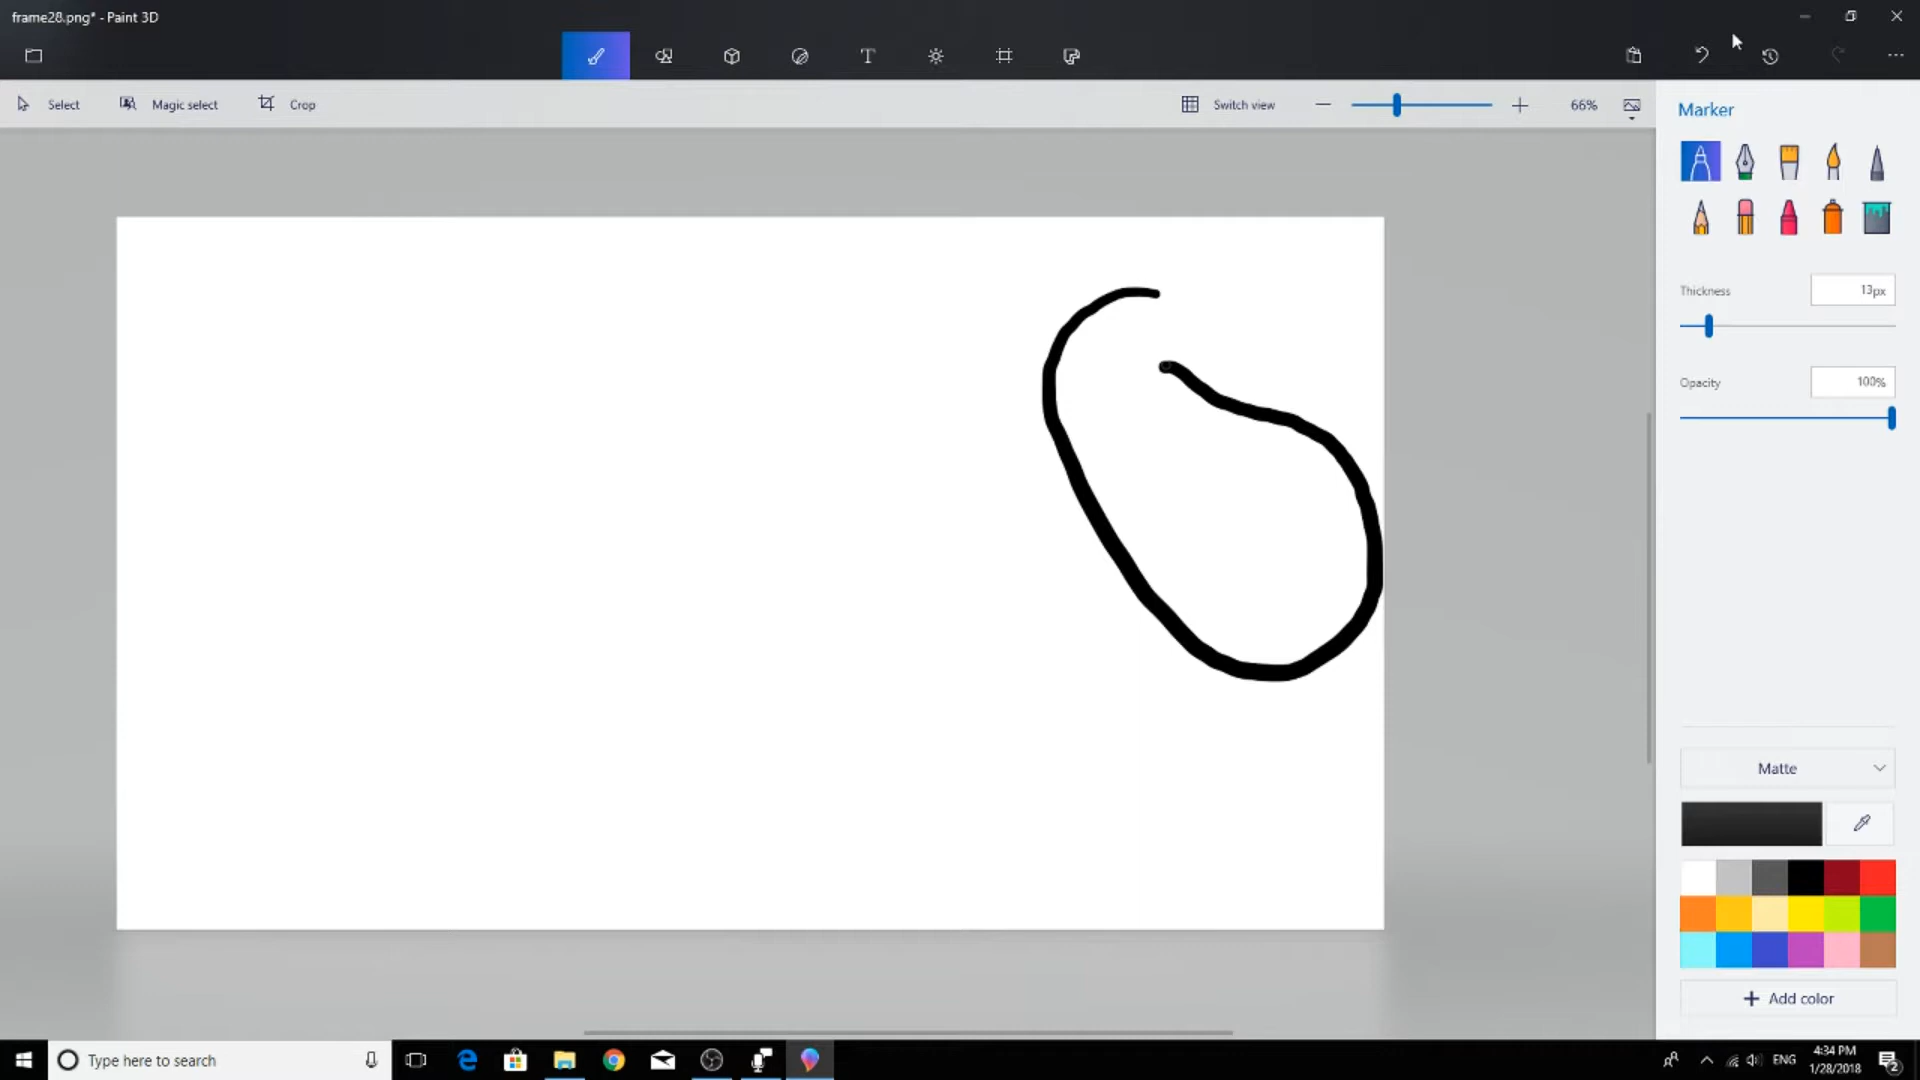 frame28.png* - Paint 3D
Select
Magic select
Crop
Switch view
66%
Marker
Thickness
13px
Opacity
100%
Matte
Add color
Type here to search
ENG
4:34 PM
1/28/2018
2